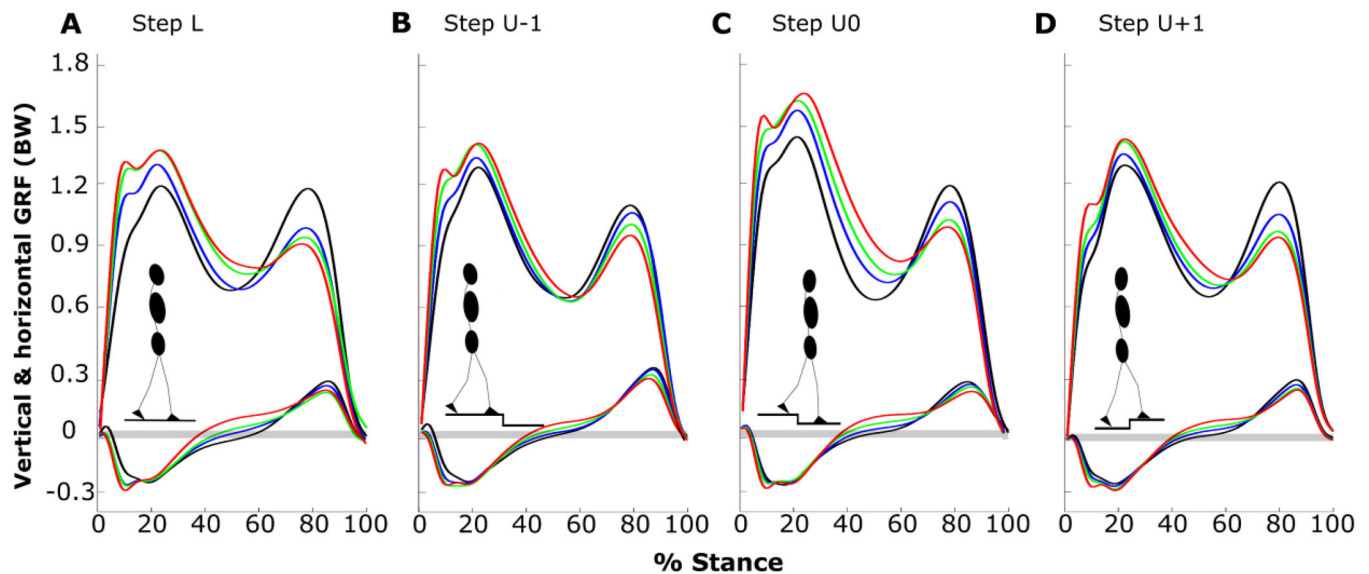 A Step L
B Step U-1
C Step U0
D Step U+1
Vertical & horizontal GRF (BW)
1.8
1.5
1.2
0.9
0.6
0.3
0
-0.3
0 20 40 60 80 100
0 20 40 60 80 100
0 20 40 60 80 100
0 20 40 60 80 100
% Stance